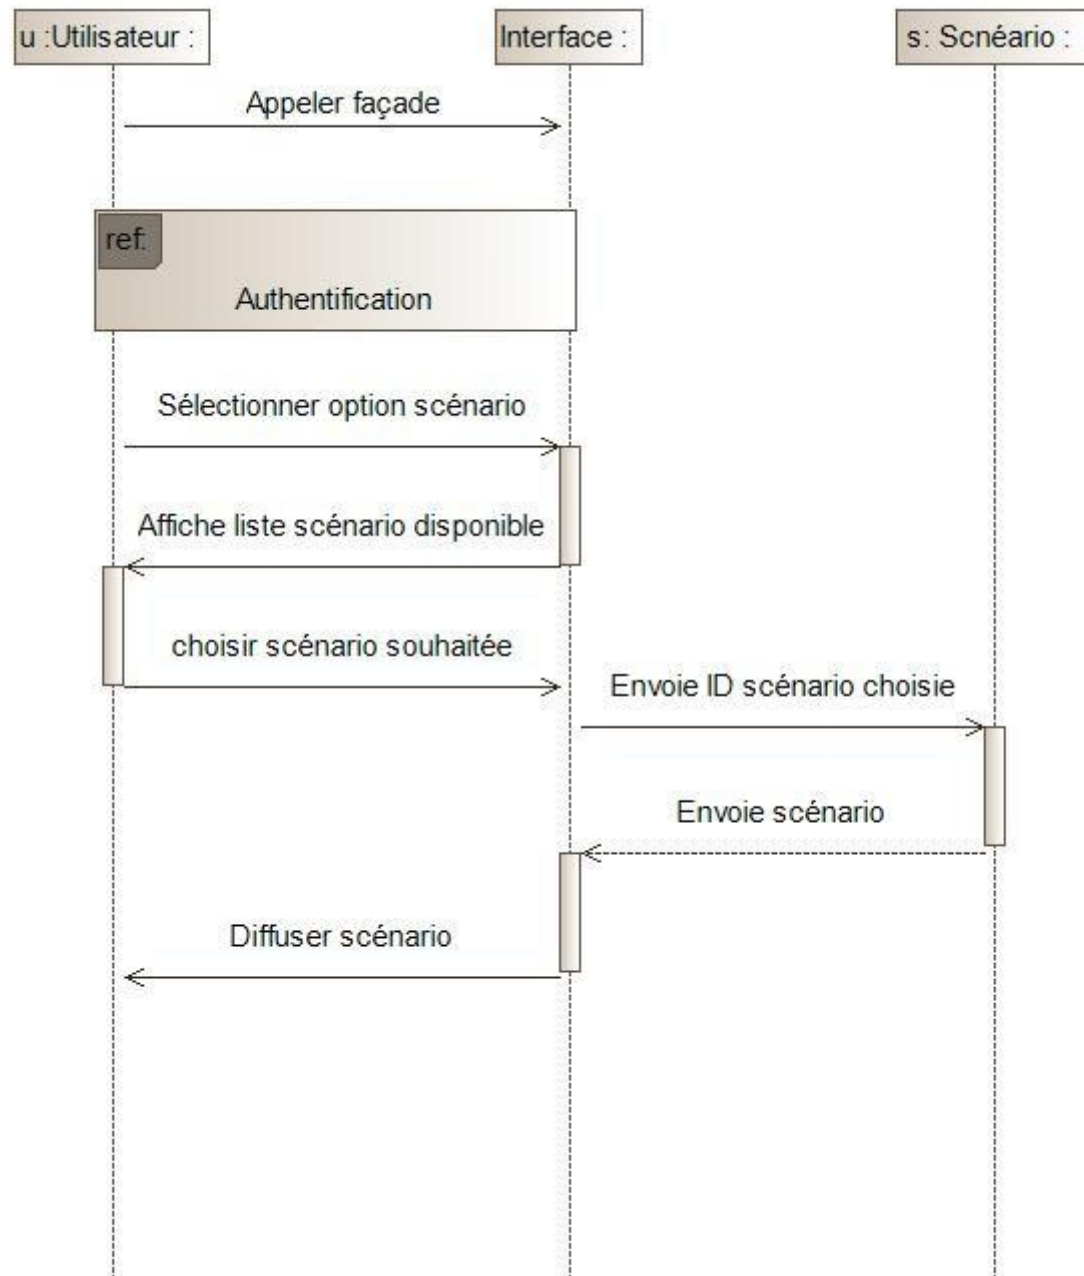 u :Utilisateur :
Interface :
s: Scnéario :
Appeler façade
ref:
Authentification
Sélectionner option scénario
Affiche liste scénario disponible
choisir scénario souhaitée
Envoie ID scénario choisie
Envoie scénario
Diffuser scénario